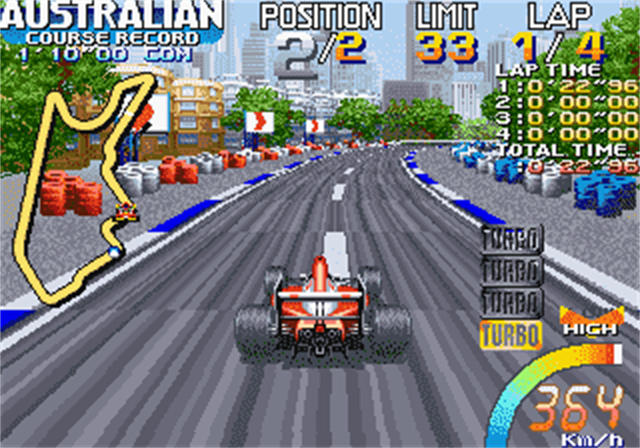 AUSTRALIAN
COURSE RECORD
1'10"00 COM
POSITION
2/2
LIMIT
33
LAP
1/4
LAP TIME
1:0'22"96
2:0'00"00
3:0'00"00
4:0'00"00
TOTAL TIME
:0'22"96
TURBO
TURBO
TURBO
TURBO
HIGH
364
Km/h